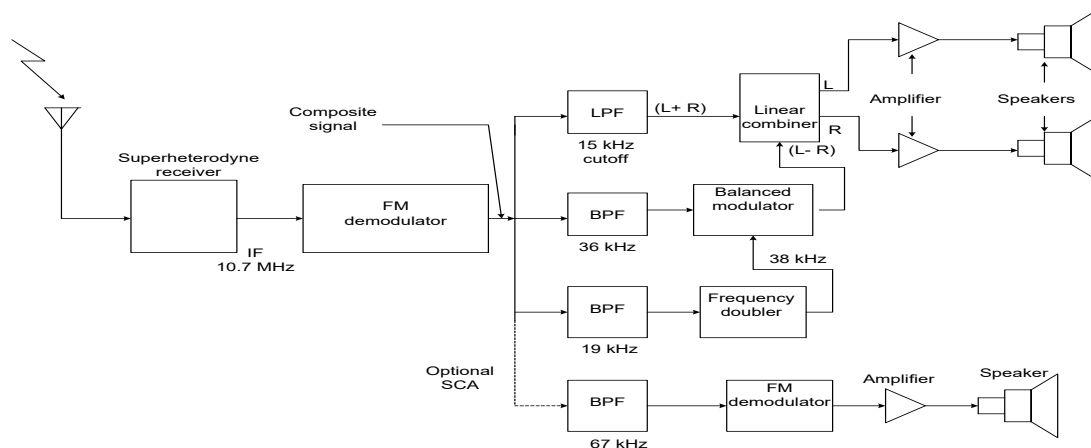 Composite
signal
Superheterodyne
receiver
IF
10.7 MHz
FM
demodulator
LPF
15 kHz
cutoff
(L+ R)
Linear
combiner
L
R
(L- R)
Amplifier
Speakers
BPF
36 kHz
Balanced
modulator
38 kHz
BPF
19 kHz
Frequency
doubler
Optional
SCA
BPF
67 kHz
FM
demodulator
Amplifier
Speaker